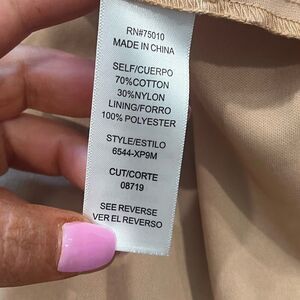 RN#75010
MADE IN CHINA
SELF/CUERPO
70%COTTON
30%NYLON
LINING/FORRO
100% POLYESTER
STYLE/ESTILO
6544-XP9M
CUT/CORTE
08719
SEE REVERSE
VER EL REVERSO